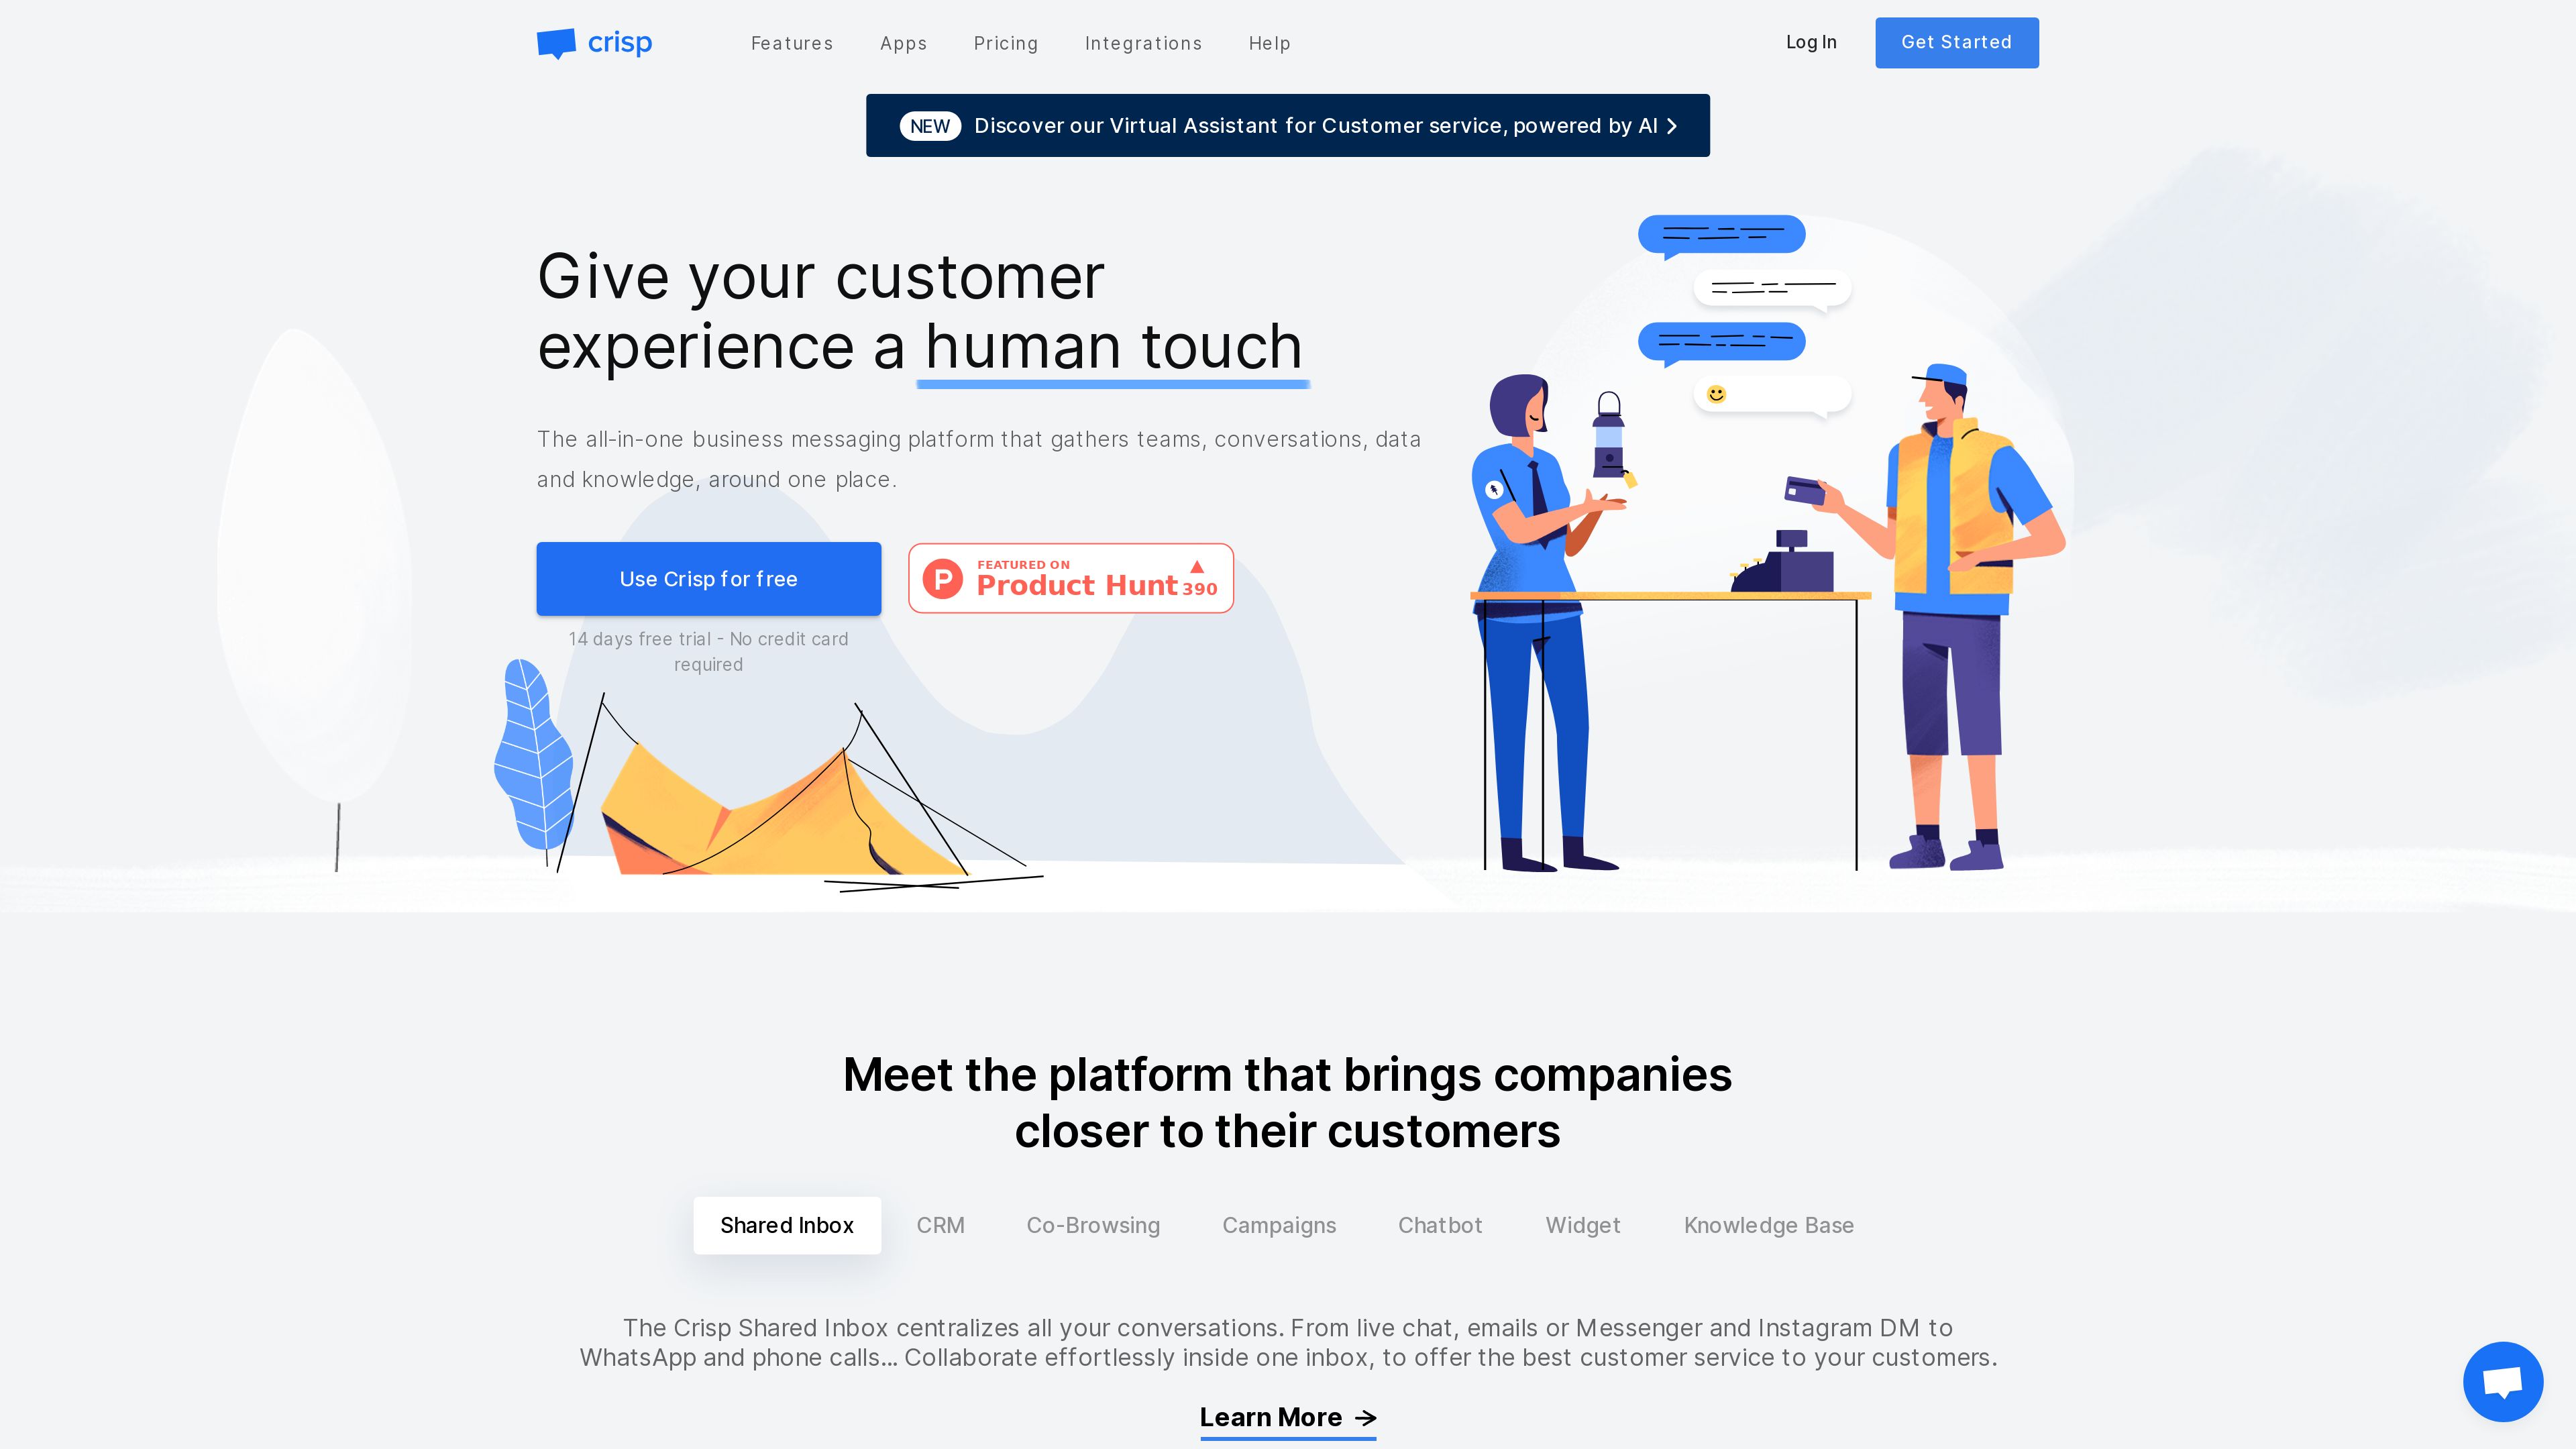 crisp
Features
Apps
Pricing
Integrations
Help
Log In
Get Started
NEW Discover our Virtual Assistant for Customer service, powered by AI
Give your customer
experience a human touch
The all-in-one business messaging platform that gathers teams, conversations, data
and knowledge, around one place.
Use Crisp for free
14 days free trial - No credit card
required
P
FEATURED ON
Product Hunt
390
Meet the platform that brings companies
closer to their customers
Shared Inbox
CRM
Co-Browsing
Campaigns
Chatbot
Widget
Knowledge Base
The Crisp Shared Inbox centralizes all your conversations. From live chat, emails or Messenger and Instagram DM to
WhatsApp and phone calls... Collaborate effortlessly inside one inbox, to offer the best customer service to your customers.
Learn More